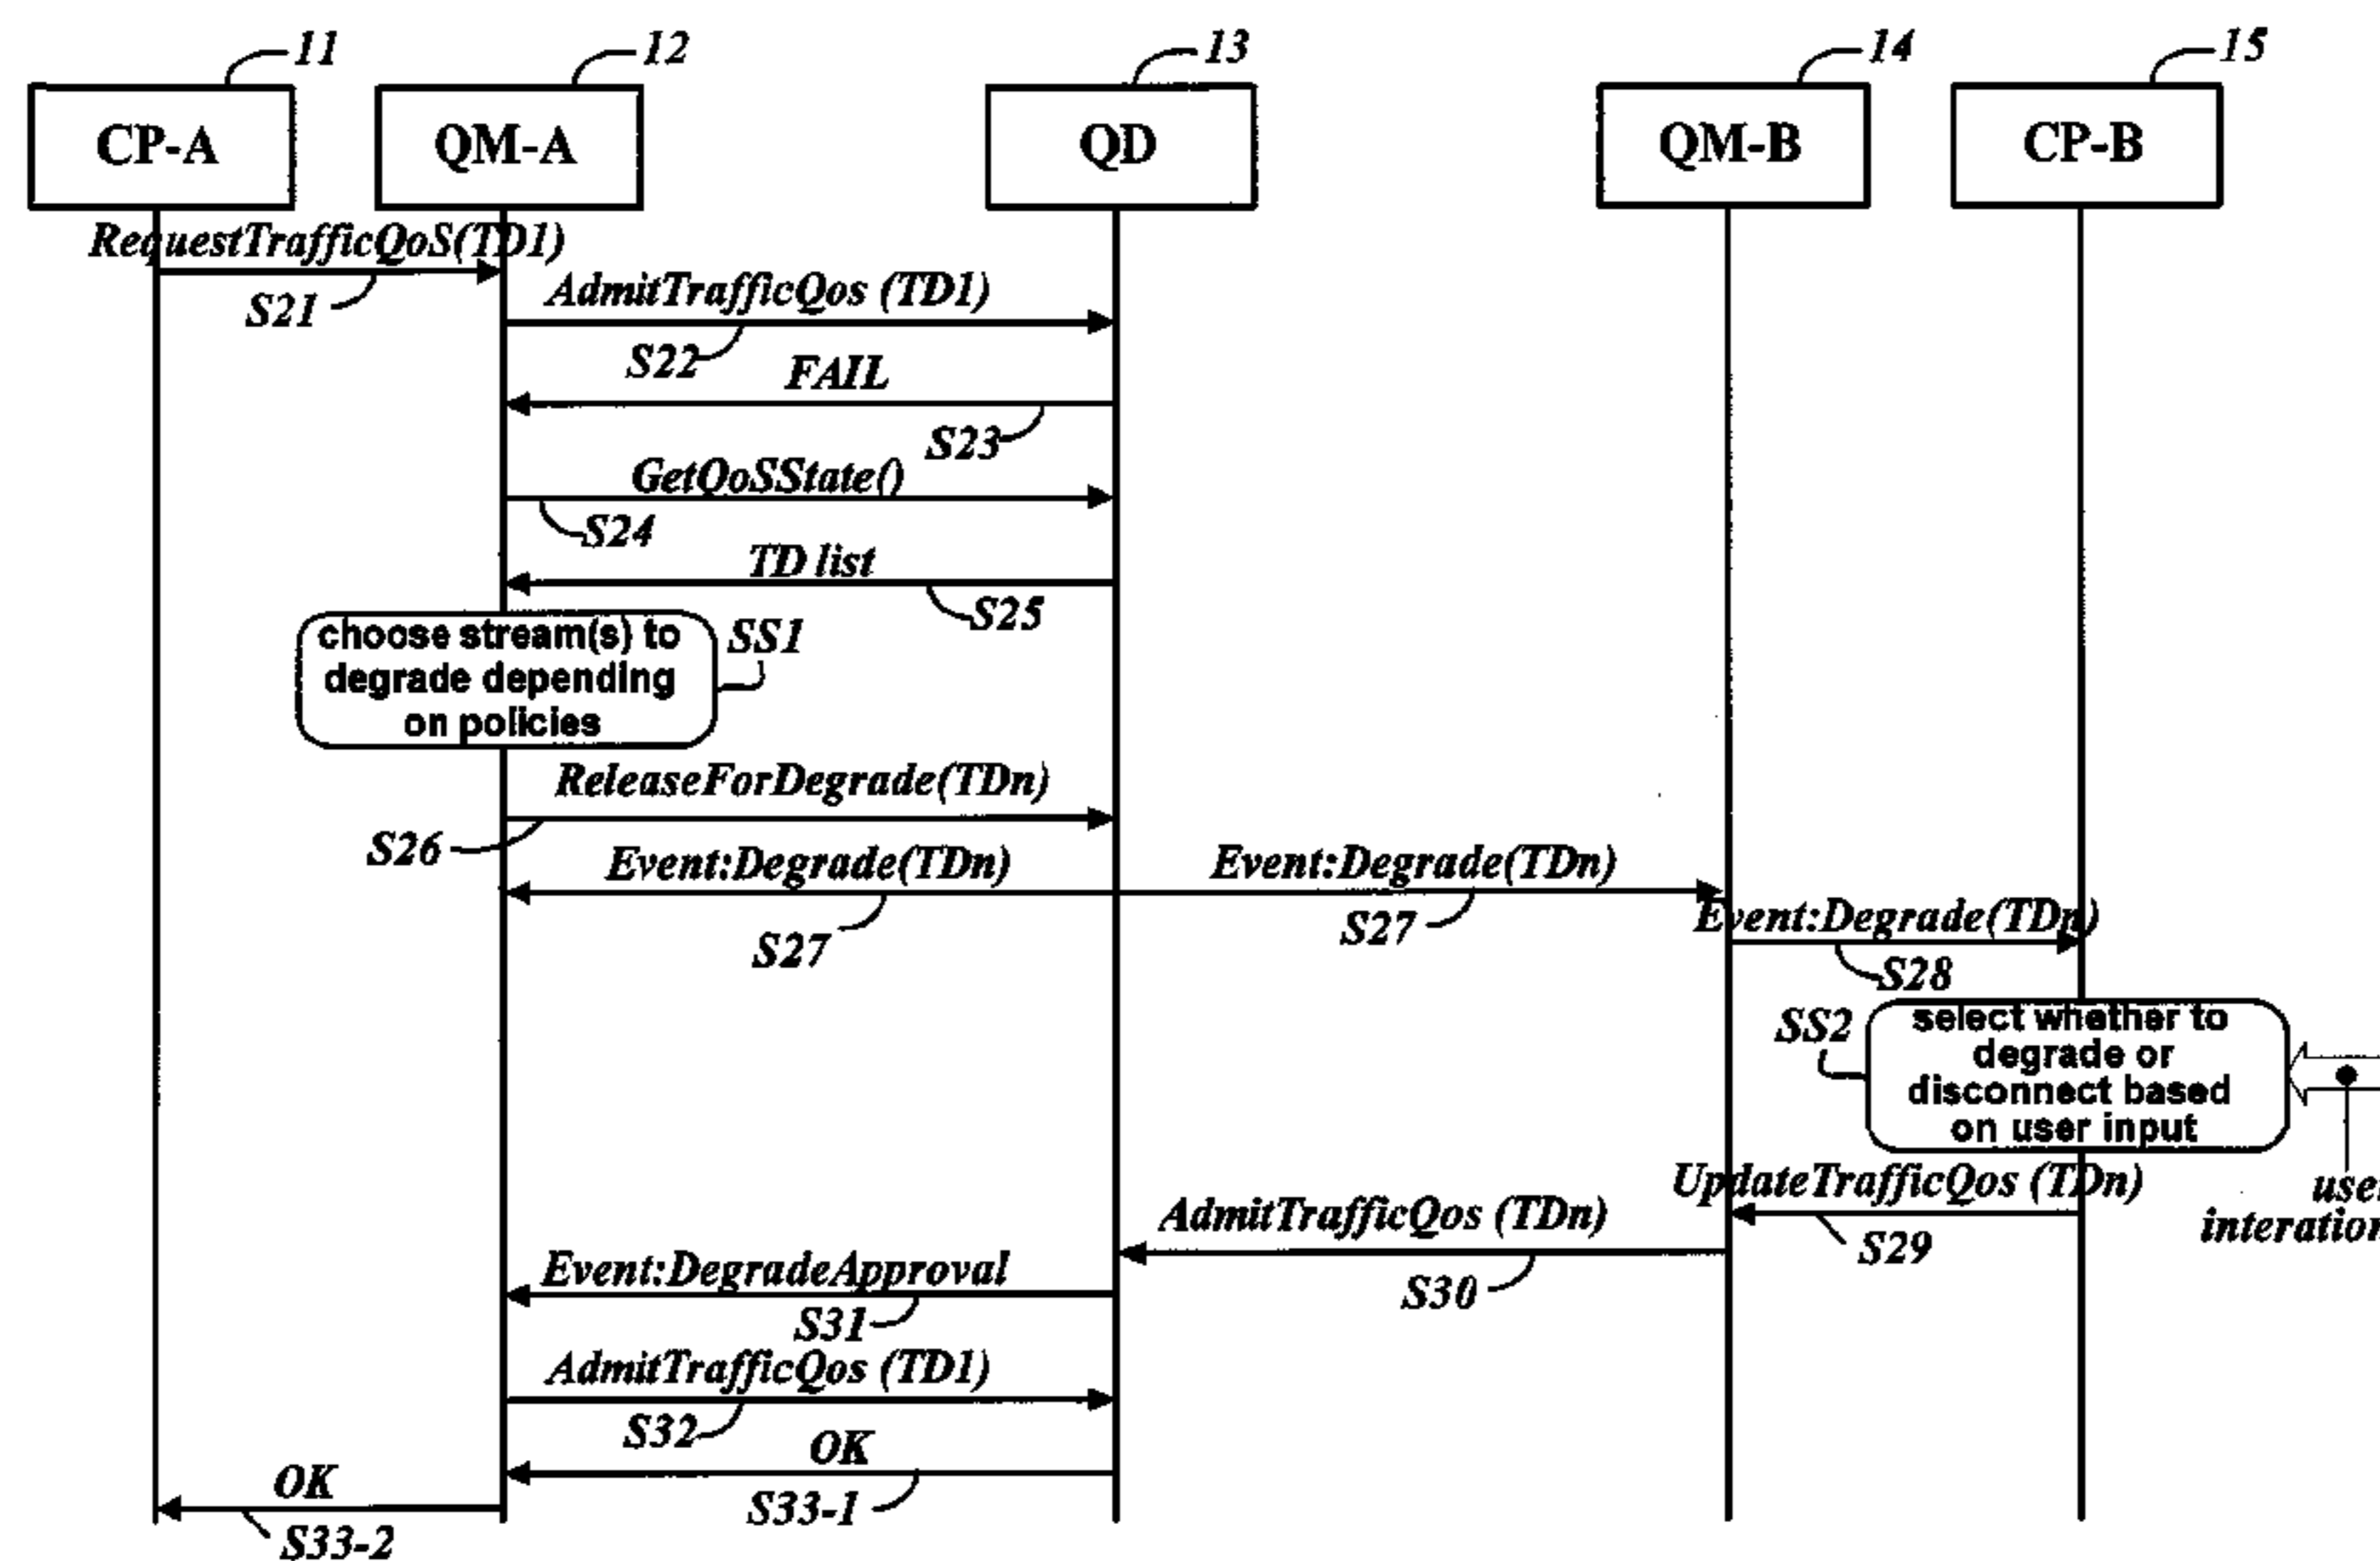 11
12
13
14
15
CP-A
QM-A
QD
QM-B
CP-B
RequestTrafficQoS(TD1)
S21
AdmitTrafficQos (TD1)
S22
FAIL
S23
GetQoSState()
S24
TD list
S25
choose stream(s) to
degrade depending
on policies
SS1
ReleaseForDegrade(TDn)
S26
Event:Degrade(TDn)
S27
Event:Degrade(TDn)
S27
Event:Degrade(TDn)
S28
select whether to
degrade or
disconnect based
on user input
SS2
user
interation
UpdateTrafficQos (TDn)
S29
AdmitTrafficQos (TDn)
S30
Event:DegradeApproval
S31
AdmitTrafficQos (TD1)
S32
OK
S33-1
OK
S33-2